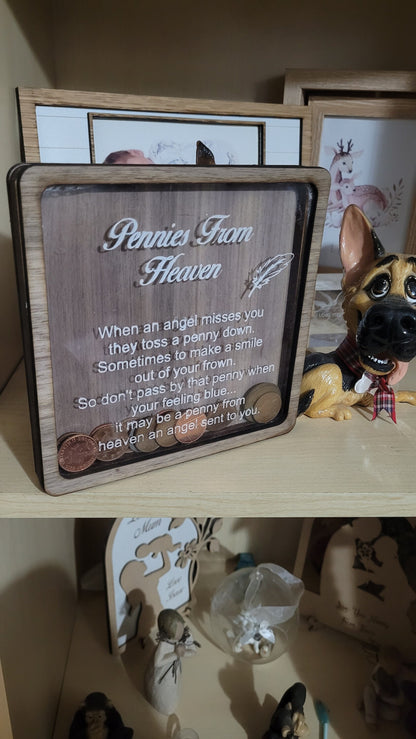 Pennies From
Heaven
When an angel misses you
they toss a penny down.
Sometimes to make a smile
out of your frown.
So don't pass by that penny when
your feeling blue...
it may be a penny from
heaven an angel sent to you.
Mum